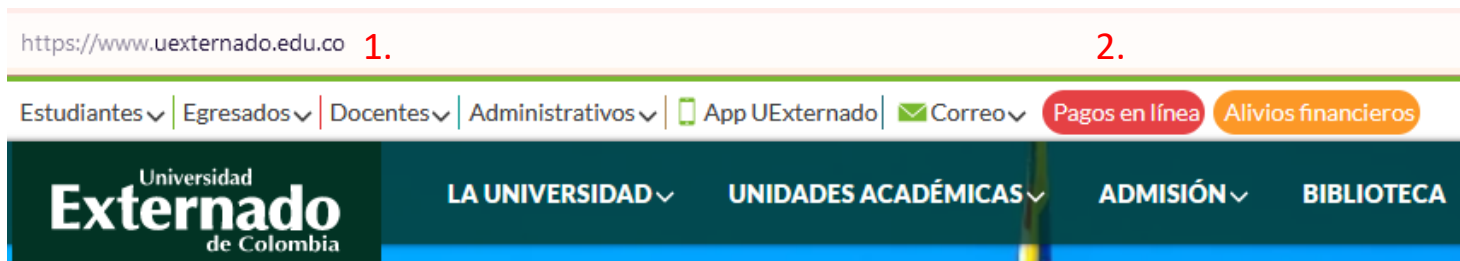 https://www.uexternado.edu.co 1. 2.
Estudiantes Egresados Docentes Administrativos App UExternado Correo Pagos en línea Alivios financieros
Universidad
Externado
de Colombia
LA UNIVERSIDAD UNIDADES ACADÉMICAS ADMISIÓN BIBLIOTECA